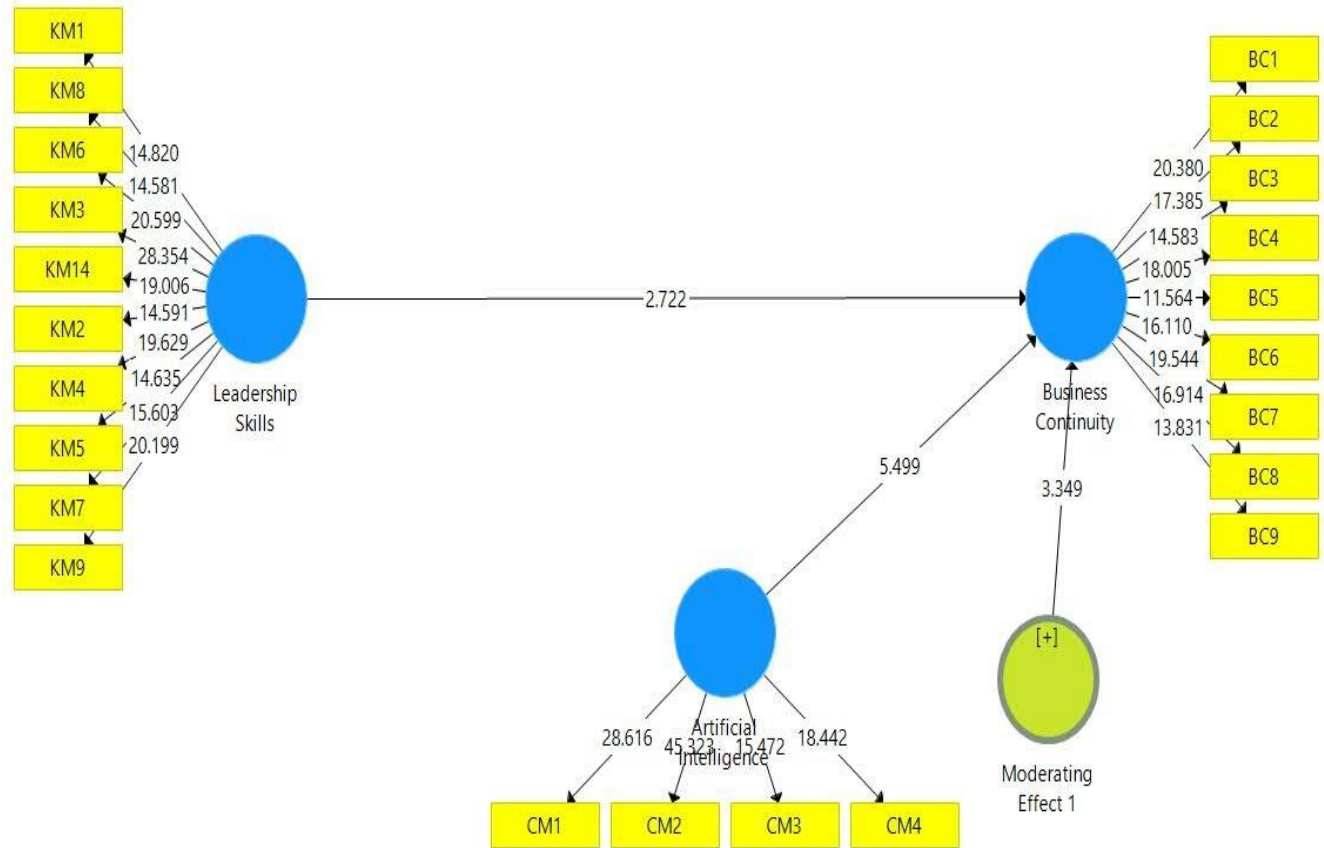 KM1
KM8
KM6
KM3
KM14
KM2
KM4
KM5
KM7
KM9
14.820
14.581
20.599
28.354
19.006
14.591
19.629
14.635
15.603
20.199
Leadership
Skills
2.722
Business
Continuity
20.380
17.385
14.583
18.005
11.564
16.110
19.544
16.914
13.831
BC1
BC2
BC3
BC4
BC5
BC6
BC7
BC8
BC9
5.499
3.349
[+]
Moderating
Effect 1
Artificial
Intelligence
28.616
45.323
15.472
18.442
CM1
CM2
CM3
CM4